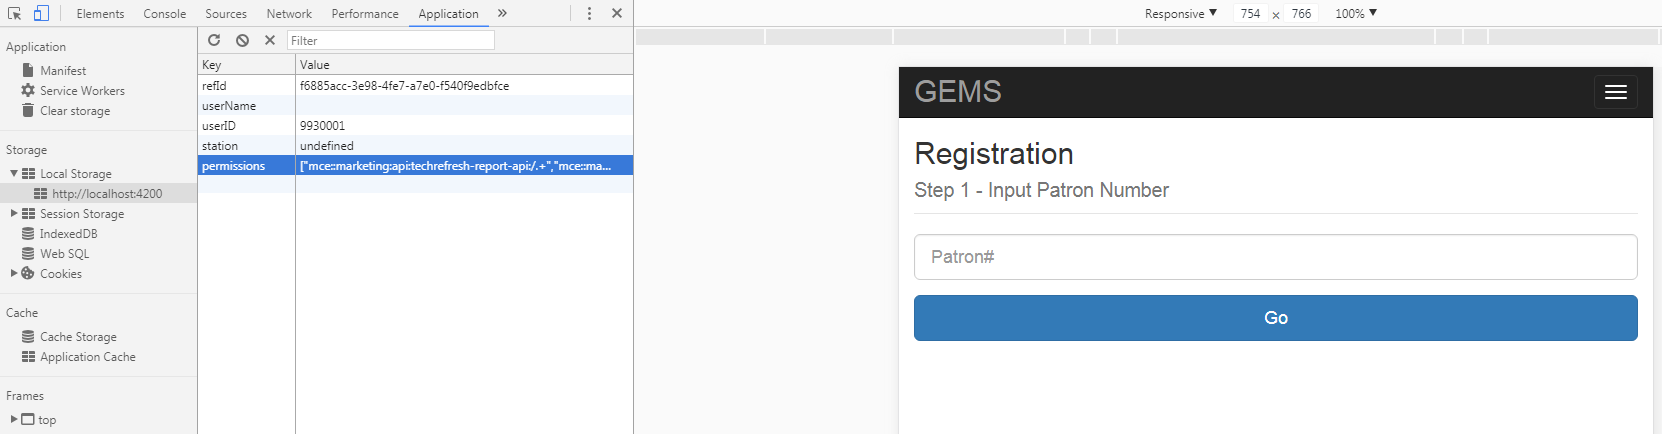 Elements Console Sources Network Performance Application »
Responsive ▼ 754 × 766 100% ▼
Application
Manifest
Service Workers
Clear storage
Storage
Local Storage
http://localhost:4200
Session Storage
IndexedDB
Web SQL
Cookies
Cache
Cache Storage
Application Cache
Frames
top
Filter
Key Value
refId f6885acc-3e98-4fe7-a7e0-f540f9edbfce
userName
userID 9930001
station undefined
permissions ["mce::marketing:api:techrefresh-report-api:/.+","mce::ma...
GEMS
Registration
Step 1 - Input Patron Number
Patron#
Go